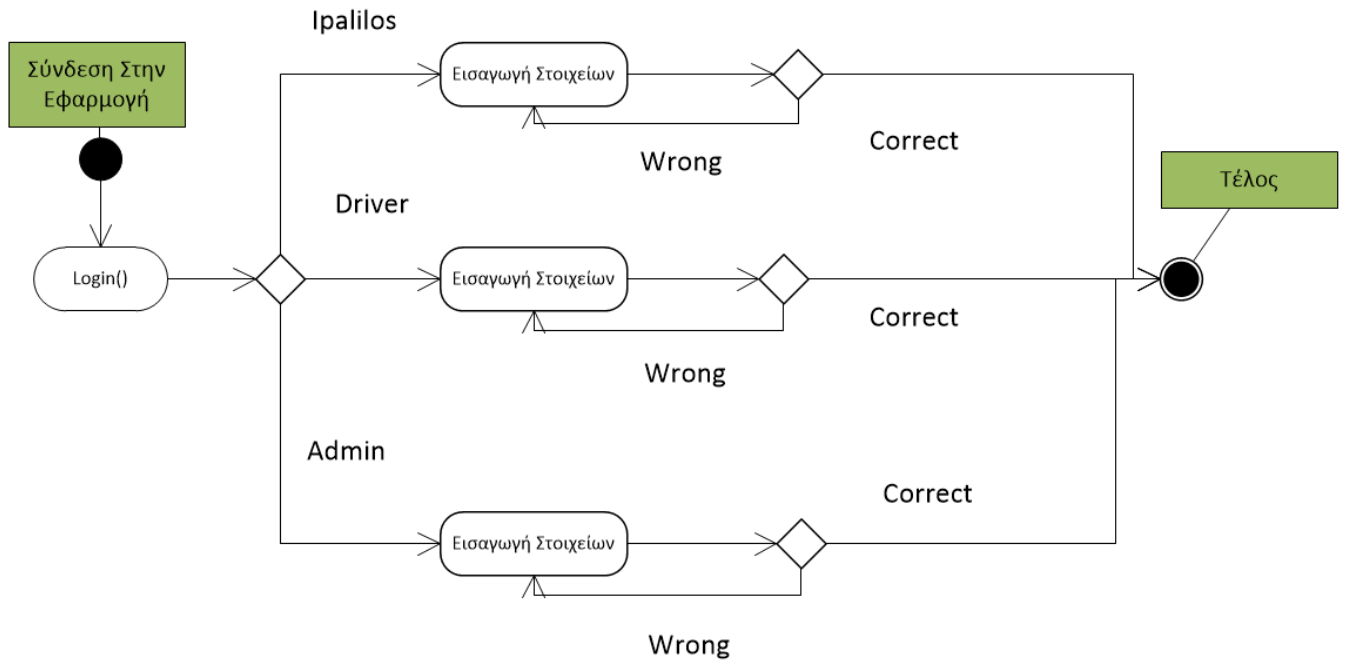 Ipalilos
Σύνδεση Στην
Εφαρμογή
Εισαγωγή Στοιχείων
Correct
Wrong
Τέλος
Driver
Login()
Εισαγωγή Στοιχείων
Correct
Wrong
Admin
Correct
Εισαγωγή Στοιχείων
Wrong